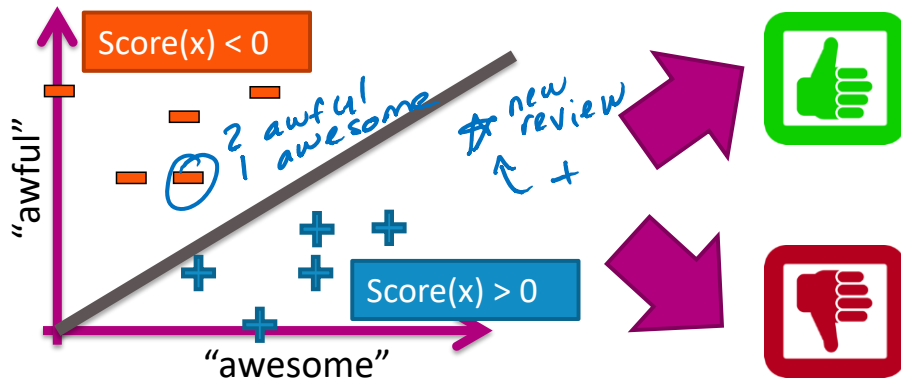 Score(x) < 0
2 awful
1 awesome
new
review
+
"awful"
Score(x) > 0
"awesome"